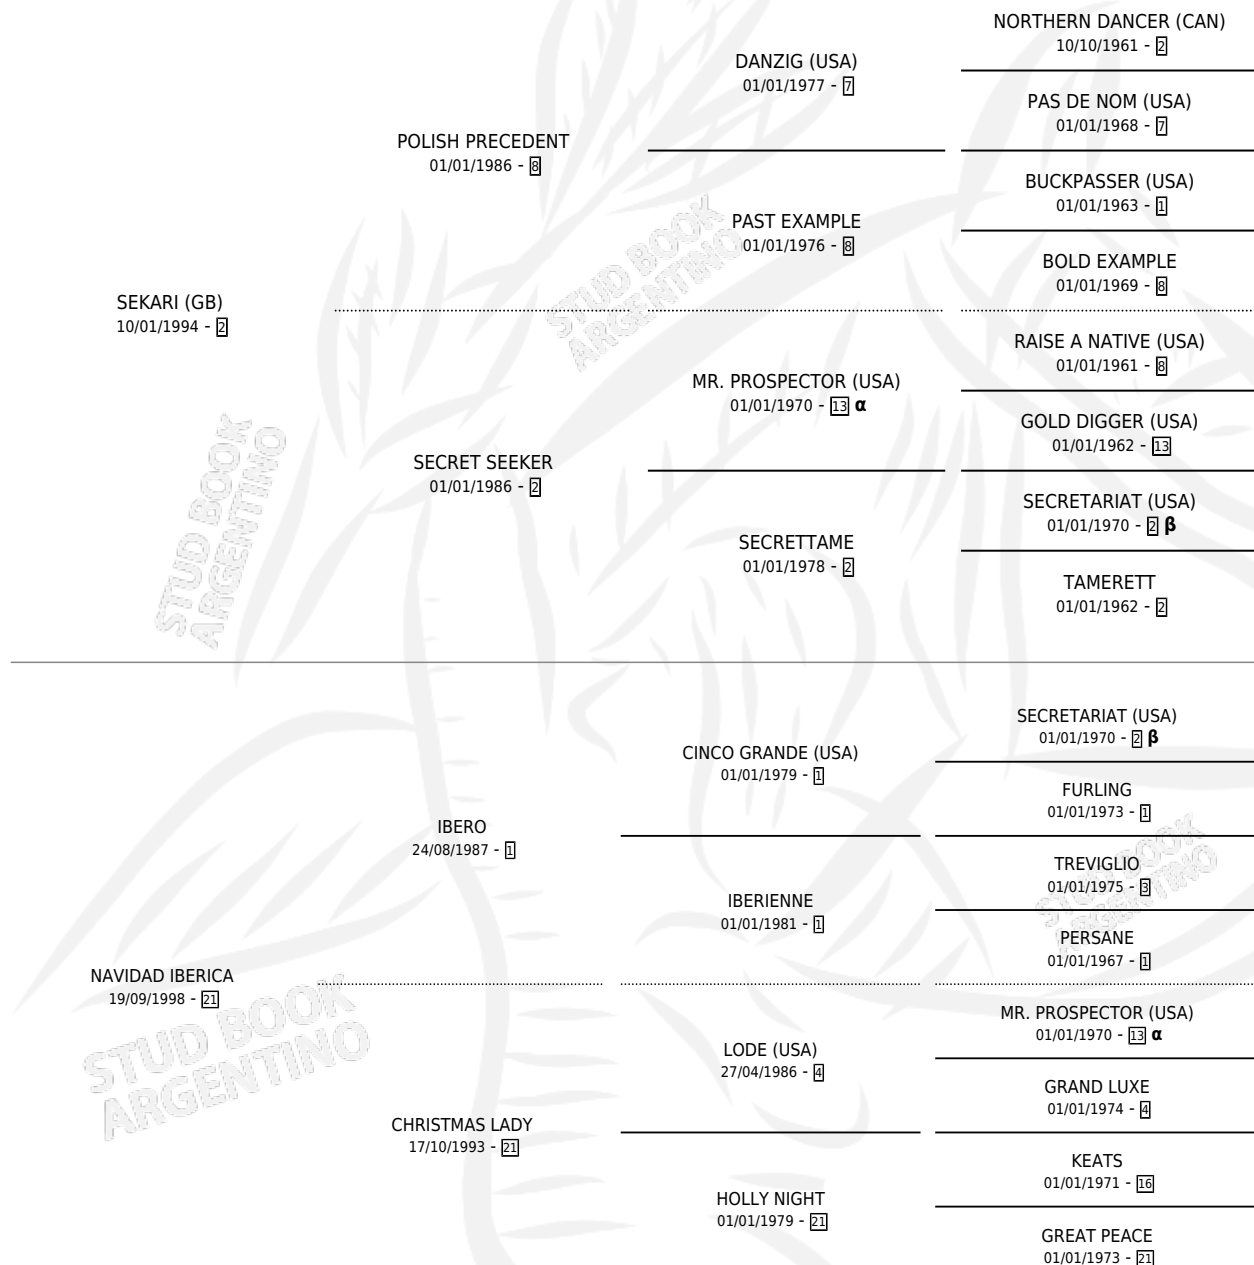 NORTHERN DANCER (CAN)
10/10/1961 - 2
DANZIG (USA)
01/01/1977 - 7
PAS DE NOM (USA)
01/01/1968 - 7
POLISH PRECEDENT
01/01/1986 - 8
BUCKPASSER (USA)
01/01/1963 - 1
PAST EXAMPLE
01/01/1976 - 8
BOLD EXAMPLE
01/01/1969 - 8
SEKARI (GB)
10/01/1994 - 2
RAISE A NATIVE (USA)
01/01/1961 - 8
MR. PROSPECTOR (USA)
01/01/1970 - 13 α
GOLD DIGGER (USA)
01/01/1962 - 13
SECRET SEEKER
01/01/1986 - 2
SECRETARIAT (USA)
01/01/1970 - 2 β
SECRETTAME
01/01/1978 - 2
TAMERETT
01/01/1962 - 2
SECRETARIAT (USA)
01/01/1970 - 2 β
CINCO GRANDE (USA)
01/01/1979 - 1
FURLING
01/01/1973 - 1
IBERO
24/08/1987 - 1
TREVIGLIO
01/01/1975 - 3
IBERIENNE
01/01/1981 - 1
PERSANE
01/01/1967 - 1
NAVIDAD IBERICA
19/09/1998 - 21
MR. PROSPECTOR (USA)
01/01/1970 - 13 α
LODE (USA)
27/04/1986 - 4
GRAND LUXE
01/01/1974 - 4
CHRISTMAS LADY
17/10/1993 - 21
KEATS
01/01/1971 - 16
HOLLY NIGHT
01/01/1979 - 21
GREAT PEACE
01/01/1973 - 21
STUD BOOK
ARGENTINO
STUD BOOK
ARGENTINO
STUD BOOK
ARGENTINO
STUD BOOK
ARGENTINO